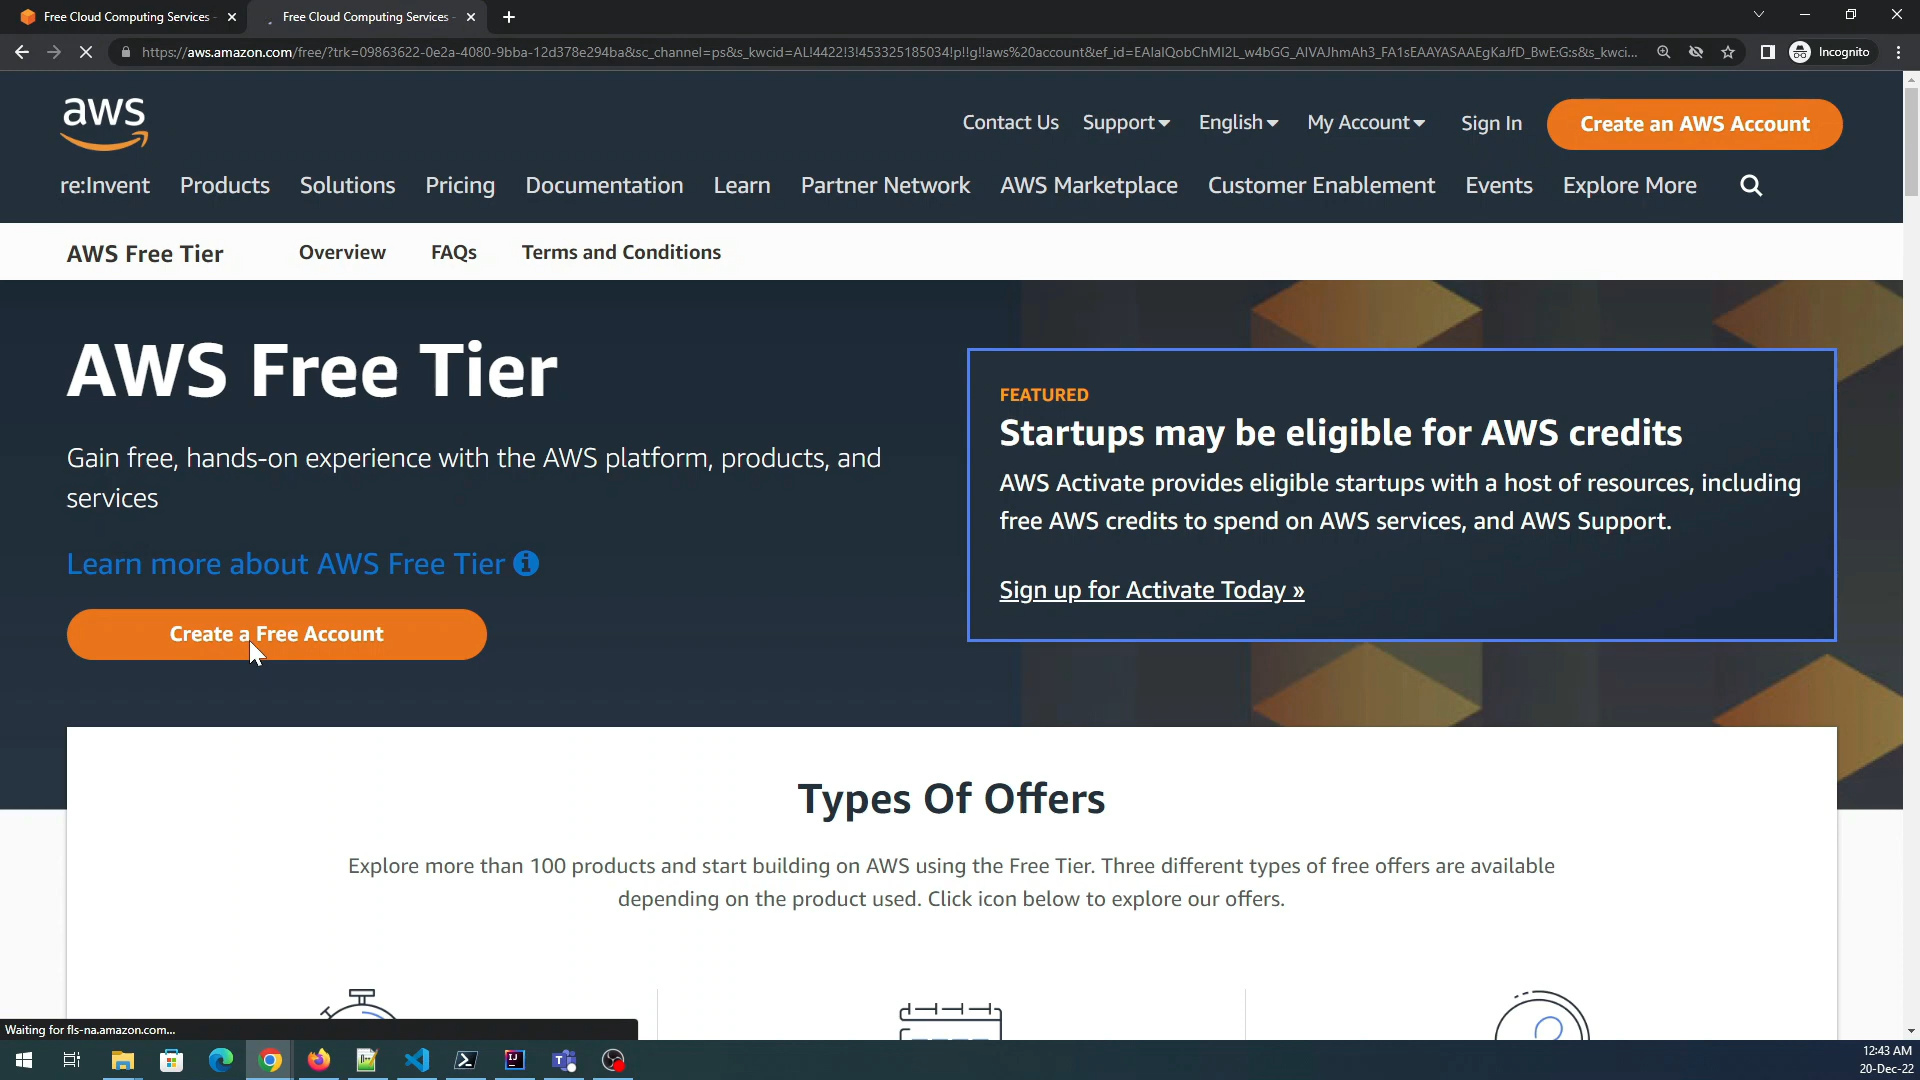 Free Cloud Computing Services -
Free Cloud Computing Services -
https://aws.amazon.com/free/?trk=09863622-0e2a-4080-9bba-12d378e294ba&sc_channel=ps&s_kwcid=AL!4422!3!453325185034!p!!g!!aws%20account&ef_id=EAIaIQobChMI2L_w4bGG_AIVAJhmAh3_FA1sEAAYASAAEgKaJfD_BwE:G:s&s_kwci...
Incognito
aws
Contact Us
Support
English
My Account
Sign In
Create an AWS Account
re:Invent
Products
Solutions
Pricing
Documentation
Learn
Partner Network
AWS Marketplace
Customer Enablement
Events
Explore More
AWS Free Tier
Overview
FAQs
Terms and Conditions
AWS Free Tier
Gain free, hands-on experience with the AWS platform, products, and
services
Learn more about AWS Free Tier
Create a Free Account
FEATURED
Startups may be eligible for AWS credits
AWS Activate provides eligible startups with a host of resources, including
free AWS credits to spend on AWS services, and AWS Support.
Sign up for Activate Today »
Types Of Offers
Explore more than 100 products and start building on AWS using the Free Tier. Three different types of free offers are available
depending on the product used. Click icon below to explore our offers.
Waiting for fls-na.amazon.com...
12:43 AM
20-Dec-22